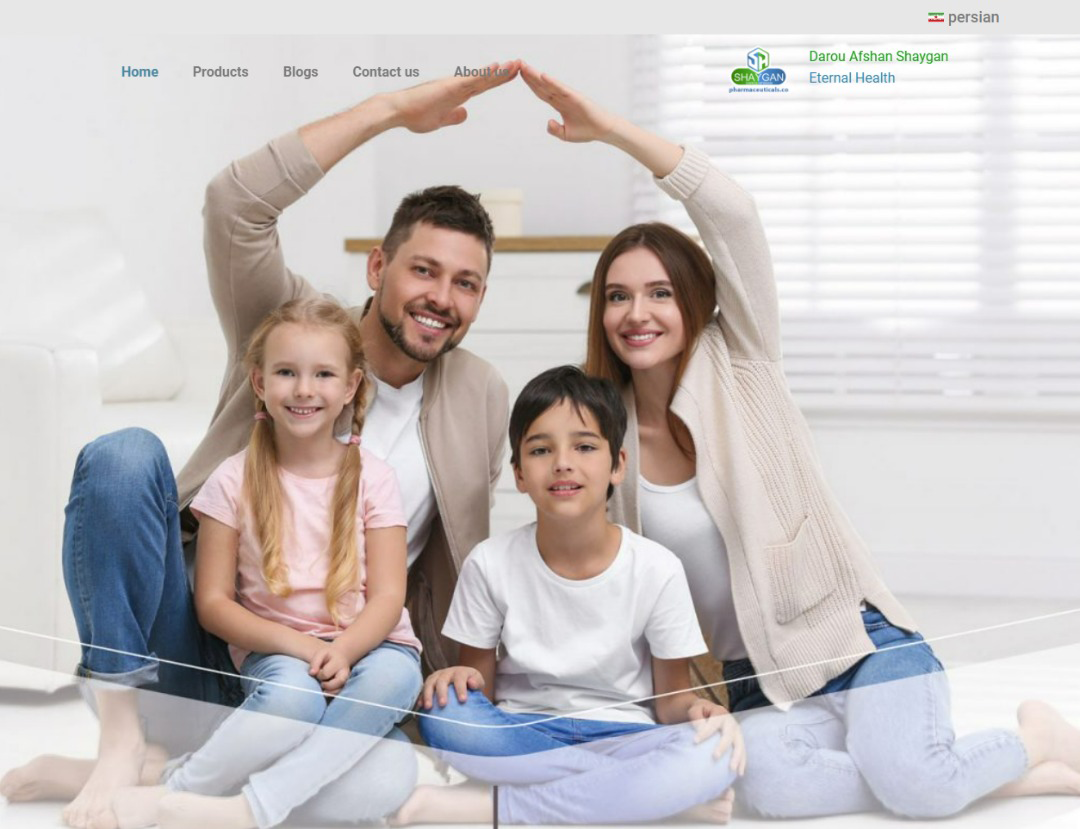 persian
Home Products Blogs Contact us About us
SHAYGAN
pharmaceuticals.co
Darou Afshan Shaygan
Eternal Health